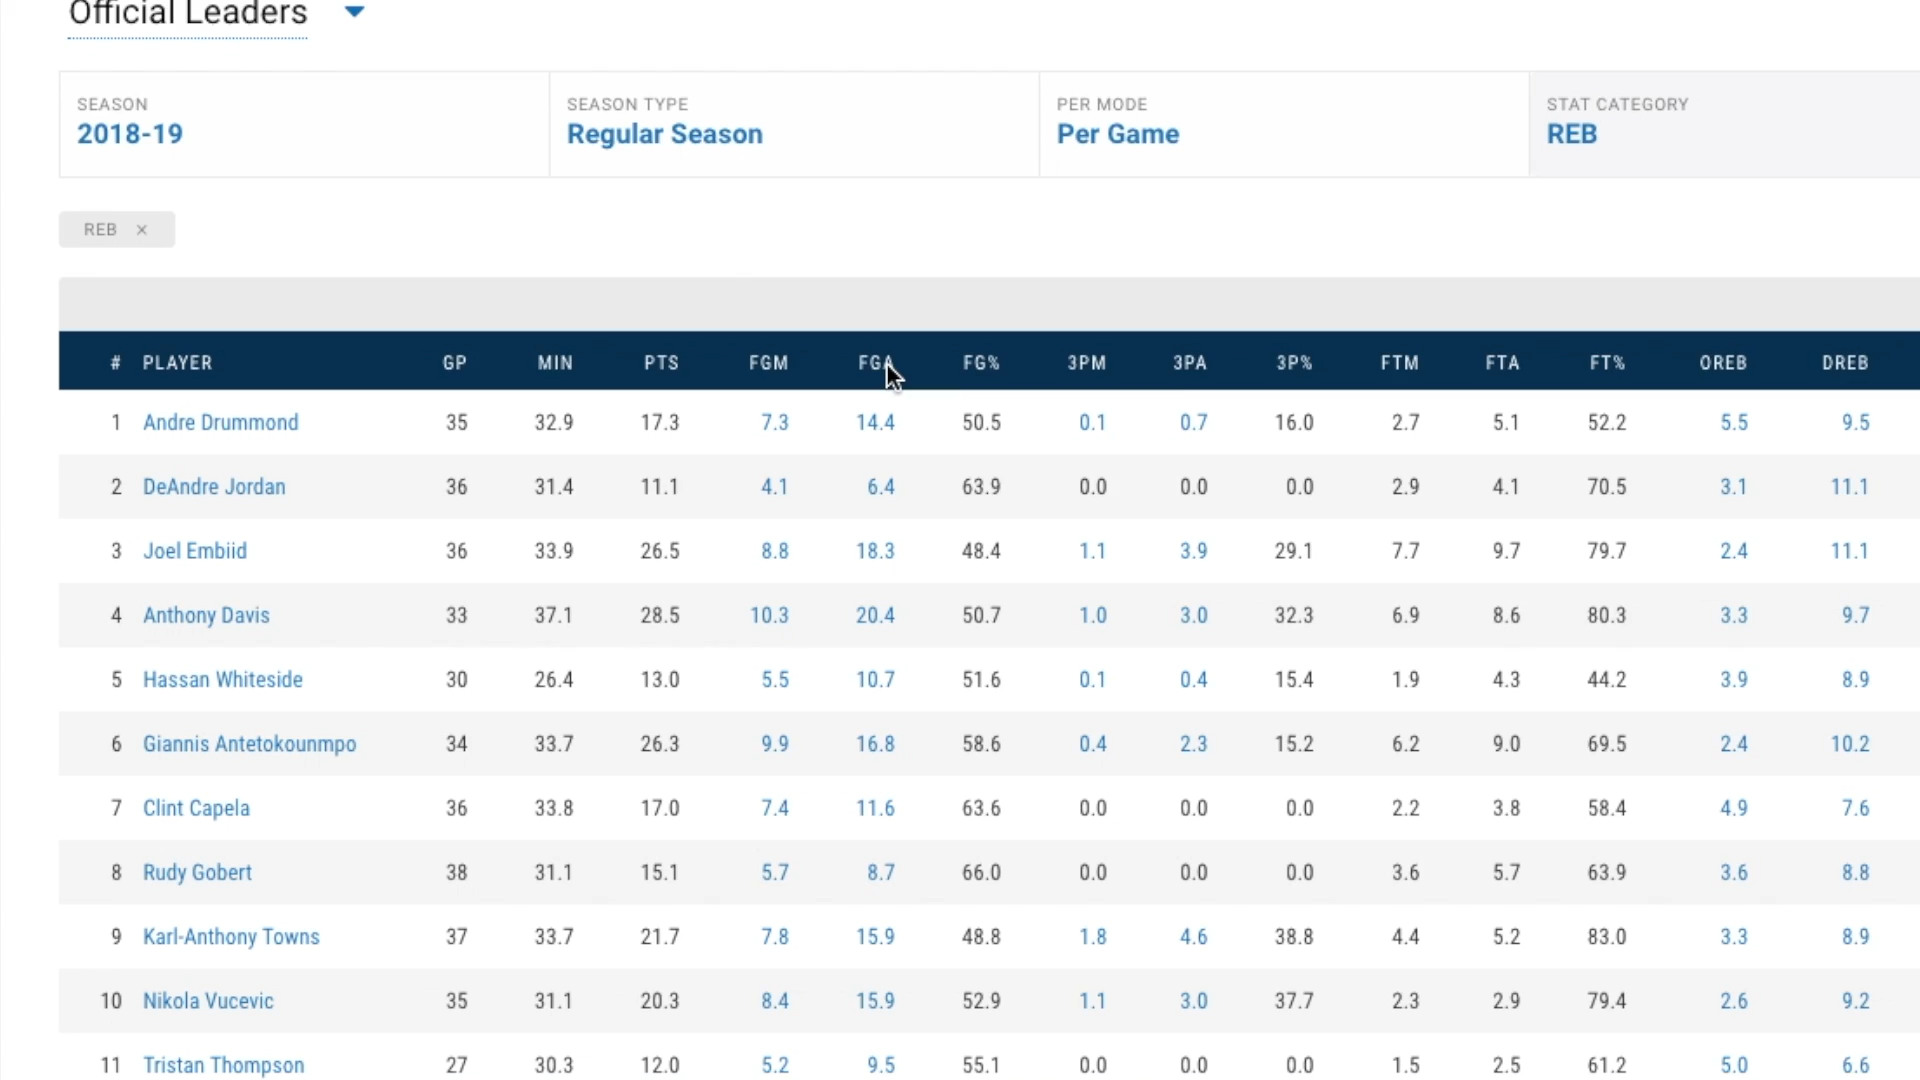 Official Leaders
SEASON SEASON TYPE PER MODE STAT CATEGORY
2018-19 Regular Season Per Game REB
REB ×
# PLAYER GP MIN PTS FGM FGA FG% 3PM 3PA 3P% FTM FTA FT% OREB DREB
1 Andre Drummond 35 32.9 17.3 7.3 14.4 50.5 0.1 0.7 16.0 2.7 5.1 52.2 5.5 9.5
2 DeAndre Jordan 36 31.4 11.1 4.1 6.4 63.9 0.0 0.0 0.0 2.9 4.1 70.5 3.1 11.1
3 Joel Embiid 36 33.9 26.5 8.8 18.3 48.4 1.1 3.9 29.1 7.7 9.7 79.7 2.4 11.1
4 Anthony Davis 33 37.1 28.5 10.3 20.4 50.7 1.0 3.0 32.3 6.9 8.6 80.3 3.3 9.7
5 Hassan Whiteside 30 26.4 13.0 5.5 10.7 51.6 0.1 0.4 15.4 1.9 4.3 44.2 3.9 8.9
6 Giannis Antetokounmpo 34 33.7 26.3 9.9 16.8 58.6 0.4 2.3 15.2 6.2 9.0 69.5 2.4 10.2
7 Clint Capela 36 33.8 17.0 7.4 11.6 63.6 0.0 0.0 0.0 2.2 3.8 58.4 4.9 7.6
8 Rudy Gobert 38 31.1 15.1 5.7 8.7 66.0 0.0 0.0 0.0 3.6 5.7 63.9 3.6 8.8
9 Karl-Anthony Towns 37 33.7 21.7 7.8 15.9 48.8 1.8 4.6 38.8 4.4 5.2 83.0 3.3 8.9
10 Nikola Vucevic 35 31.1 20.3 8.4 15.9 52.9 1.1 3.0 37.7 2.3 2.9 79.4 2.6 9.2
11 Tristan Thompson 27 30.3 12.0 5.2 9.5 55.1 0.0 0.0 0.0 1.5 2.5 61.2 5.0 6.6